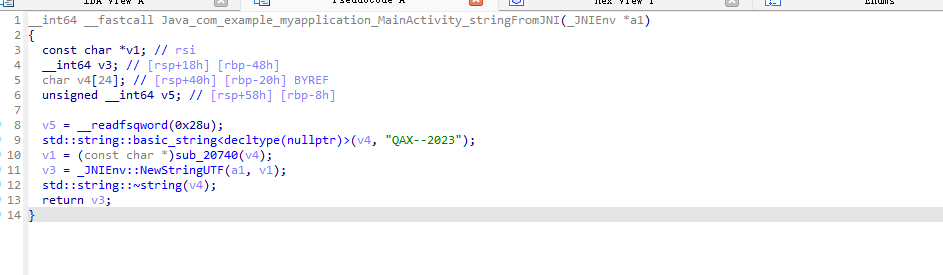 IDA View A Pseudocode A Hex View 1 Enums
1 __int64 __fastcall Java_com_example_myapplication_MainActivity_stringFromJNI(_JNIEnv *a1)
2 {
3 const char *v1; // rsi
4 __int64 v3; // [rsp+18h] [rbp-48h]
5 char v4[24]; // [rsp+40h] [rbp-20h] BYREF
6 unsigned __int64 v5; // [rsp+58h] [rbp-8h]
7
8 v5 = __readfsqword(0x28u);
9 std::string::basic_string<decltype(nullptr)>(v4, "QAX--2023");
10 v1 = (const char *)sub_20740(v4);
11 v3 = _JNIEnv::NewStringUTF(a1, v1);
12 std::string::~string(v4);
13 return v3;
14 }